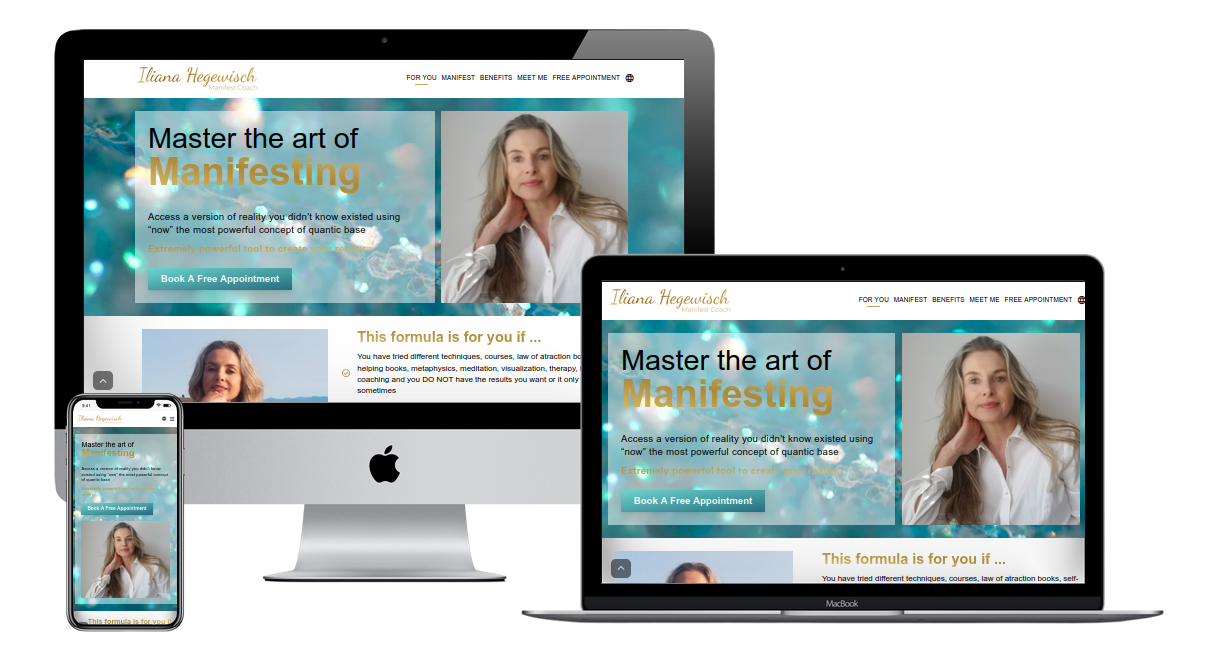 Iliana Hegewisch
Manifest Coach
FOR YOU MANIFEST BENEFITS MEET ME FREE APPOINTMENT
Master the art of
Manifesting
Access a version of reality you didn't know existed using
“now” the most powerful concept of quantic base
Extremely powerful tool to create your reality
Book A Free Appointment
This formula is for you if ...
You have tried different techniques, courses, law of atraction bo
helping books, metaphysics, meditation, visualization, therapy,
coaching and you DO NOT have the results you want or it only
sometimes
9:41
Iliana Hegewisch
Master the art of
Manifesting
Access a version of reality you didn't know
existed using “now” the most powerful concept
of quantic base
Book A Free Appointment
This formula is for you if
Iliana Hegewisch
Manifest Coach
FOR YOU MANIFEST BENEFITS MEET ME FREE APPOINTMENT
Master the art of
Manifesting
Access a version of reality you didn't know existed using
“now” the most powerful concept of quantic base
Extremely powerful tool to create your reality
Book A Free Appointment
This formula is for you if ...
You have tried different techniques, courses, law of atraction books, self-
MacBook